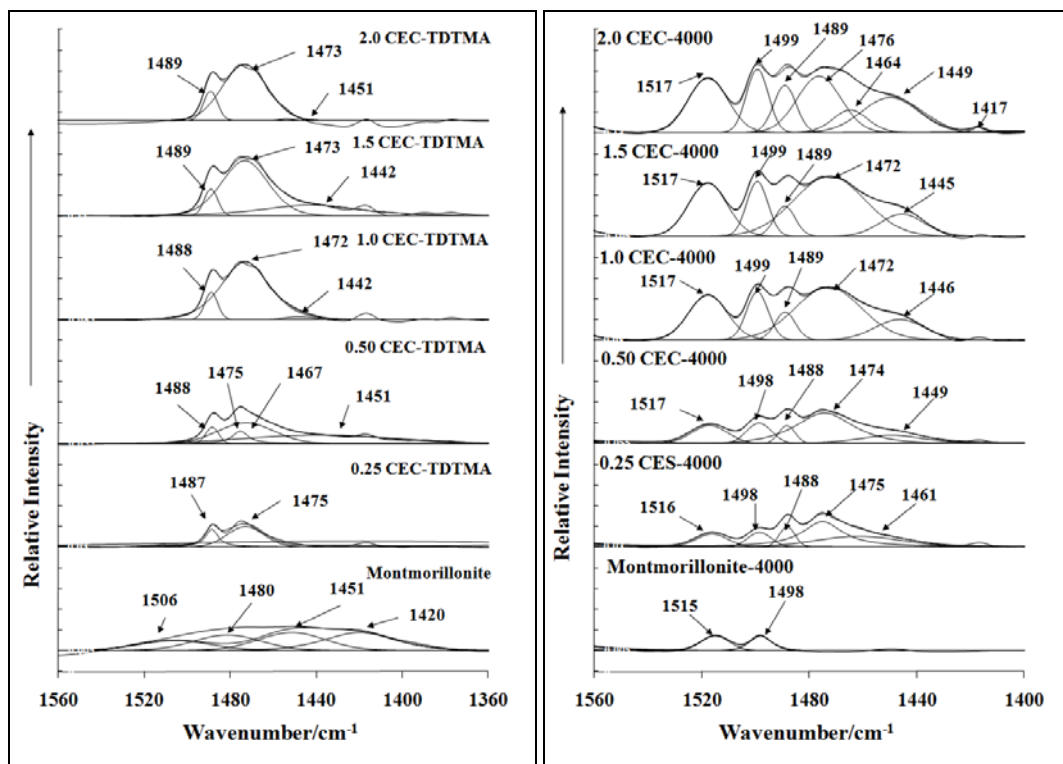 2.0 CEC-TDTMA
1489
1473
1451
1.5 CEC-TDTMA
1489
1473
1442
1.0 CEC-TDTMA
1488
1472
1442
0.50 CEC-TDTMA
1488
1475
1467
1451
0.25 CEC-TDTMA
1487
1475
Montmorillonite
1506
1480
1451
1420
Relative Intensity
1560 1520 1480 1440 1400 1360
Wavenumber/cm-1
2.0 CEC-4000
1517
1499
1489
1476
1464
1449
1417
1.5 CEC-4000
1517
1499
1489
1472
1445
1.0 CEC-4000
1517
1499
1489
1472
1446
0.50 CEC-4000
1517
1498
1488
1474
1449
0.25 CES-4000
1516
1498
1488
1475
1461
Montmorillonite-4000
1515
1498
Relative Intensity
1560 1520 1480 1440 1400
Wavenumber/cm-1